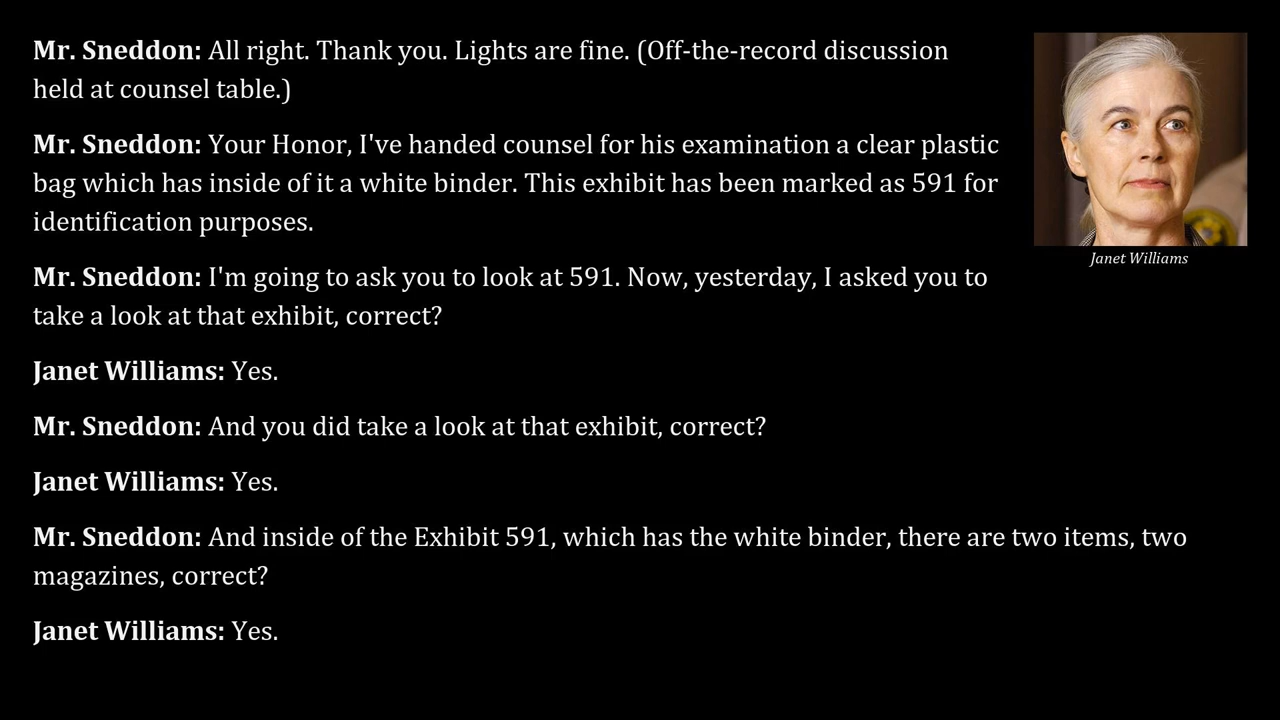 Mr. Sneddon: All right. Thank you. Lights are fine. (Off-the-record discussion
held at counsel table.)
Mr. Sneddon: Your Honor, I've handed counsel for his examination a clear plastic
bag which has inside of it a white binder. This exhibit has been marked as 591 for
identification purposes.
Mr. Sneddon: I'm going to ask you to look at 591. Now, yesterday, I asked you to
take a look at that exhibit, correct?
Janet Williams: Yes.
Mr. Sneddon: And you did take a look at that exhibit, correct?
Janet Williams: Yes.
Mr. Sneddon: And inside of the Exhibit 591, which has the white binder, there are two items, two
magazines, correct?
Janet Williams: Yes.
Janet Williams